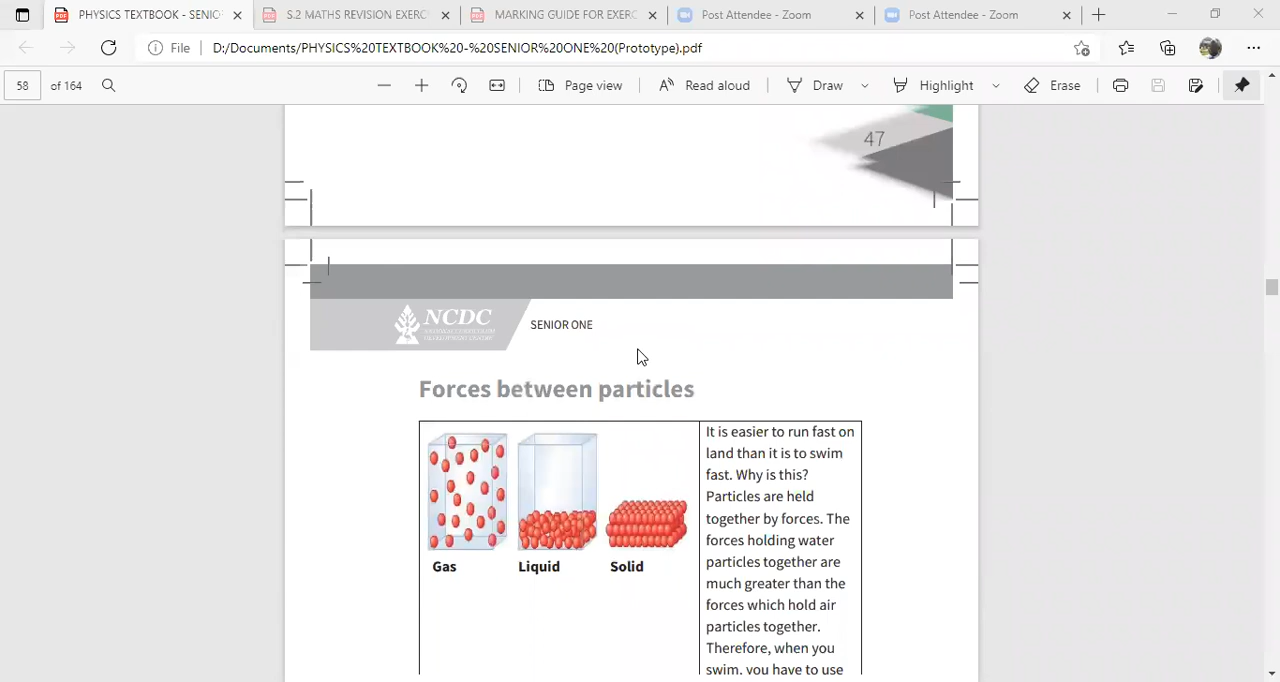 PHYSICS TEXTBOOK - SENIO
S.2 MATHS REVISION EXERC
MARKING GUIDE FOR EXERC
Post Attendee - Zoom
Post Attendee - Zoom
File
D:/Documents/PHYSICS%20TEXTBOOK%20-%20SENIOR%20ONE%20(Prototype).pdf
58 of 164
Page view
Read aloud
Draw
Highlight
Erase
47
NCDC
SENIOR ONE
Forces between particles
Gas Liquid Solid
It is easier to run fast on
land than it is to swim
fast. Why is this?
Particles are held
together by forces. The
forces holding water
particles together are
much greater than the
forces which hold air
particles together.
Therefore, when you
swim, you have to use